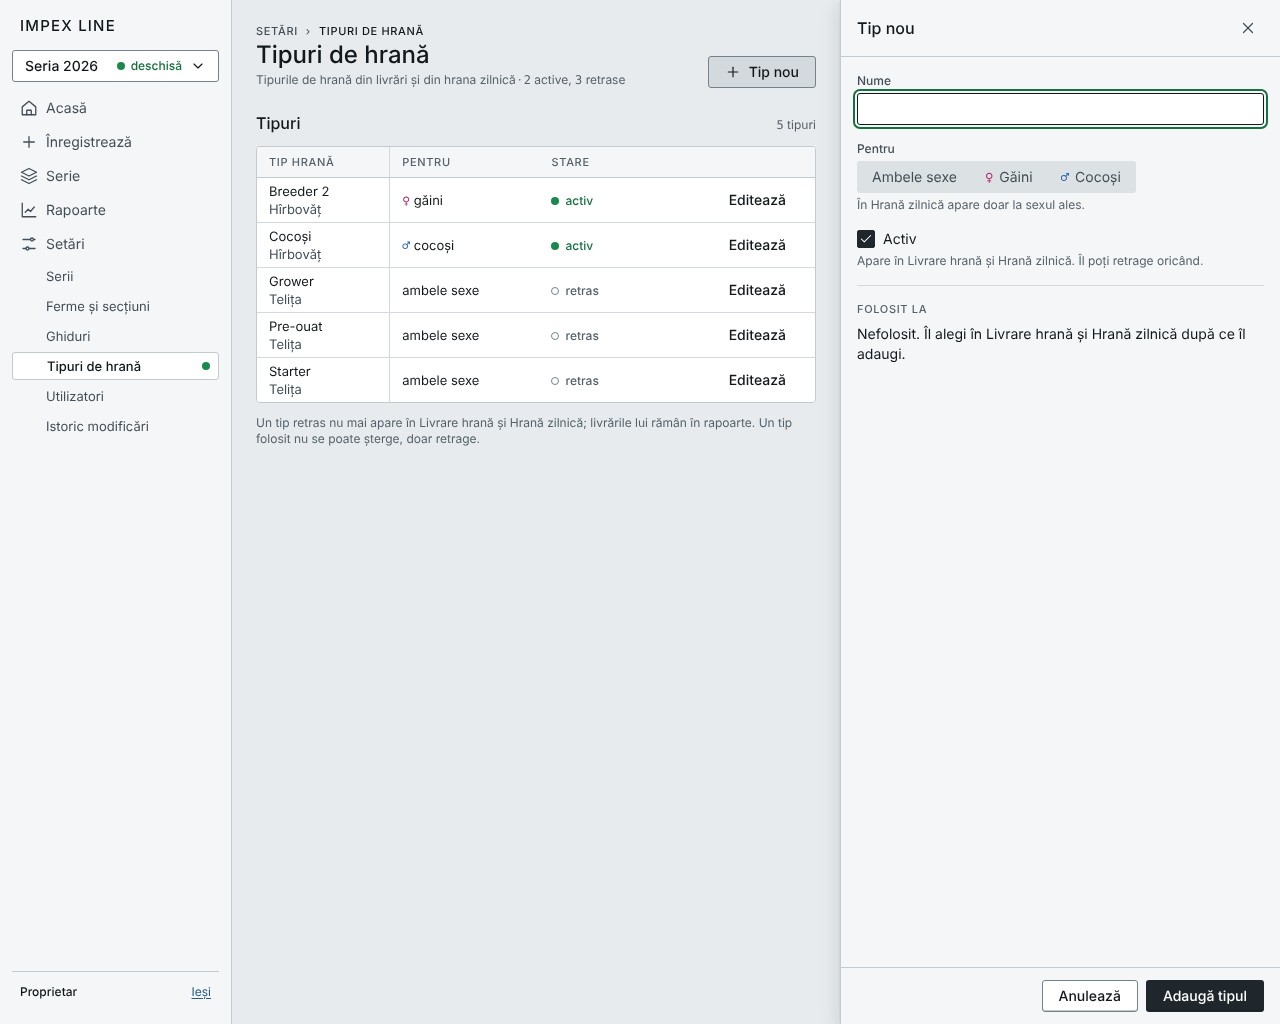 IMPEX LINE
Seria 2026 deschisă
Acasă
Înregistrează
Serie
Rapoarte
Setări
Serii
Ferme și secțiuni
Ghiduri
Tipuri de hrană
Utilizatori
Istoric modificări
Proprietar Ieși
SETĂRI › TIPURI DE HRANĂ
Tipuri de hrană
Tipurile de hrană din livrări și din hrana zilnică · 2 active, 3 retrase
+ Tip nou
Tipuri 5 tipuri
TIP HRANĂ PENTRU STARE
Breeder 2
Hîrbovăț
♀ găini activ Editează
Cocoși
Hîrbovăț
♂ cocoși activ Editează
Grower
Telița
ambele sexe retras Editează
Pre-ouat
Telița
ambele sexe retras Editează
Starter
Telița
ambele sexe retras Editează
Un tip retras nu mai apare în Livrare hrană și Hrană zilnică; livrările lui rămân în rapoarte. Un tip
folosit nu se poate șterge, doar retrage.
Tip nou
Nume
Pentru
Ambele sexe ♀ Găini ♂ Cocoși
În Hrană zilnică apare doar la sexul ales.
Activ
Apare în Livrare hrană și Hrană zilnică. Îl poți retrage oricând.
FOLOSIT LA
Nefolosit. Îl alegi în Livrare hrană și Hrană zilnică după ce îl
adaugi.
Anulează Adaugă tipul